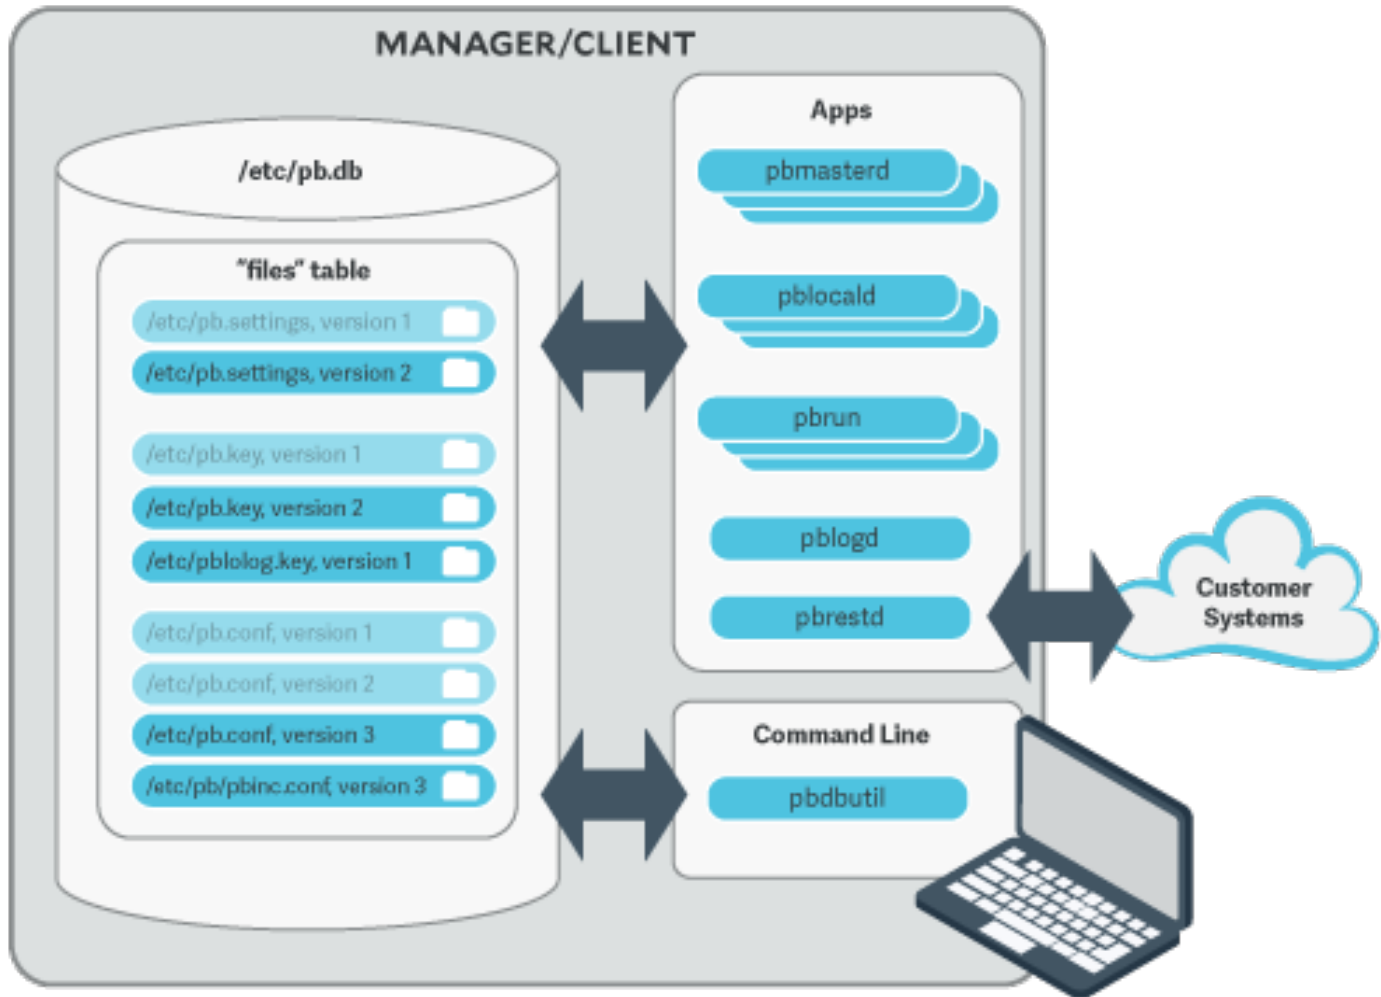 MANAGER/CLIENT
/etc/pb.db
"files" table
/etc/pb.settings, version 1
/etc/pb.settings, version 2
/etc/pb.key, version 1
/etc/pb.key, version 2
/etc/pblolog.key, version 1
/etc/pb.conf, version 1
/etc/pb.conf, version 2
/etc/pb.conf, version 3
/etc/pb/pbinc.conf, version 3
Apps
pbmasterd
pblocald
pbrun
pblogd
pbrestd
Command Line
pbdbutil
Customer
Systems